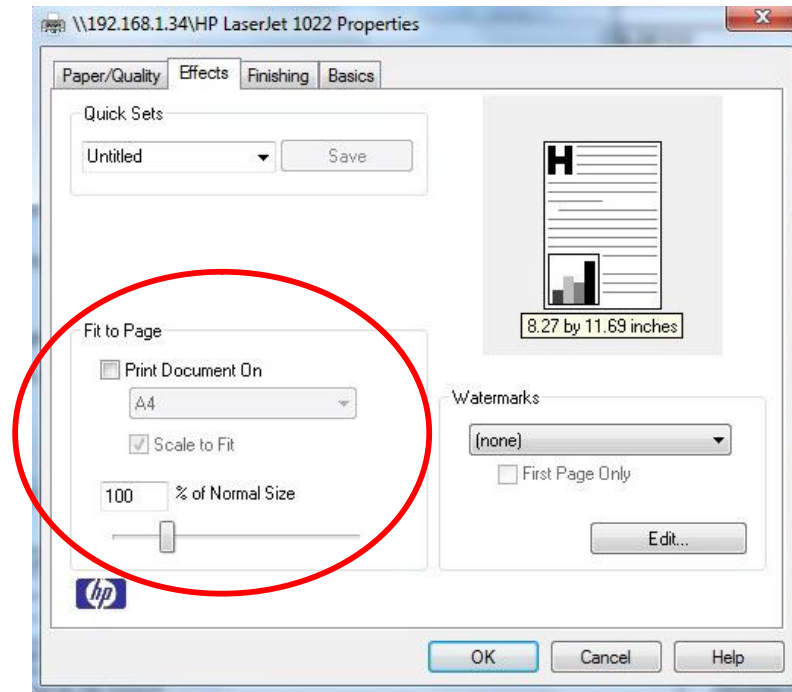 \\192.168.1.34\HP LaserJet 1022 Properties
x
Paper/Quality Effects Finishing Basics
Quick Sets
Untitled Save
H
8.27 by 11.69 inches
Fit to Page
Print Document On
A4
Scale to Fit
100 % of Normal Size
Watermarks
(none)
First Page Only
Edit...
hp
OK Cancel Help